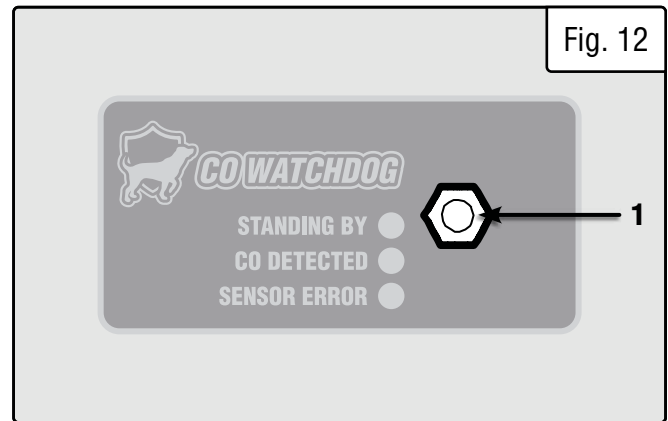 Fig. 12
CO WATCHDOG
STANDING BY
1
CO DETECTED
SENSOR ERROR